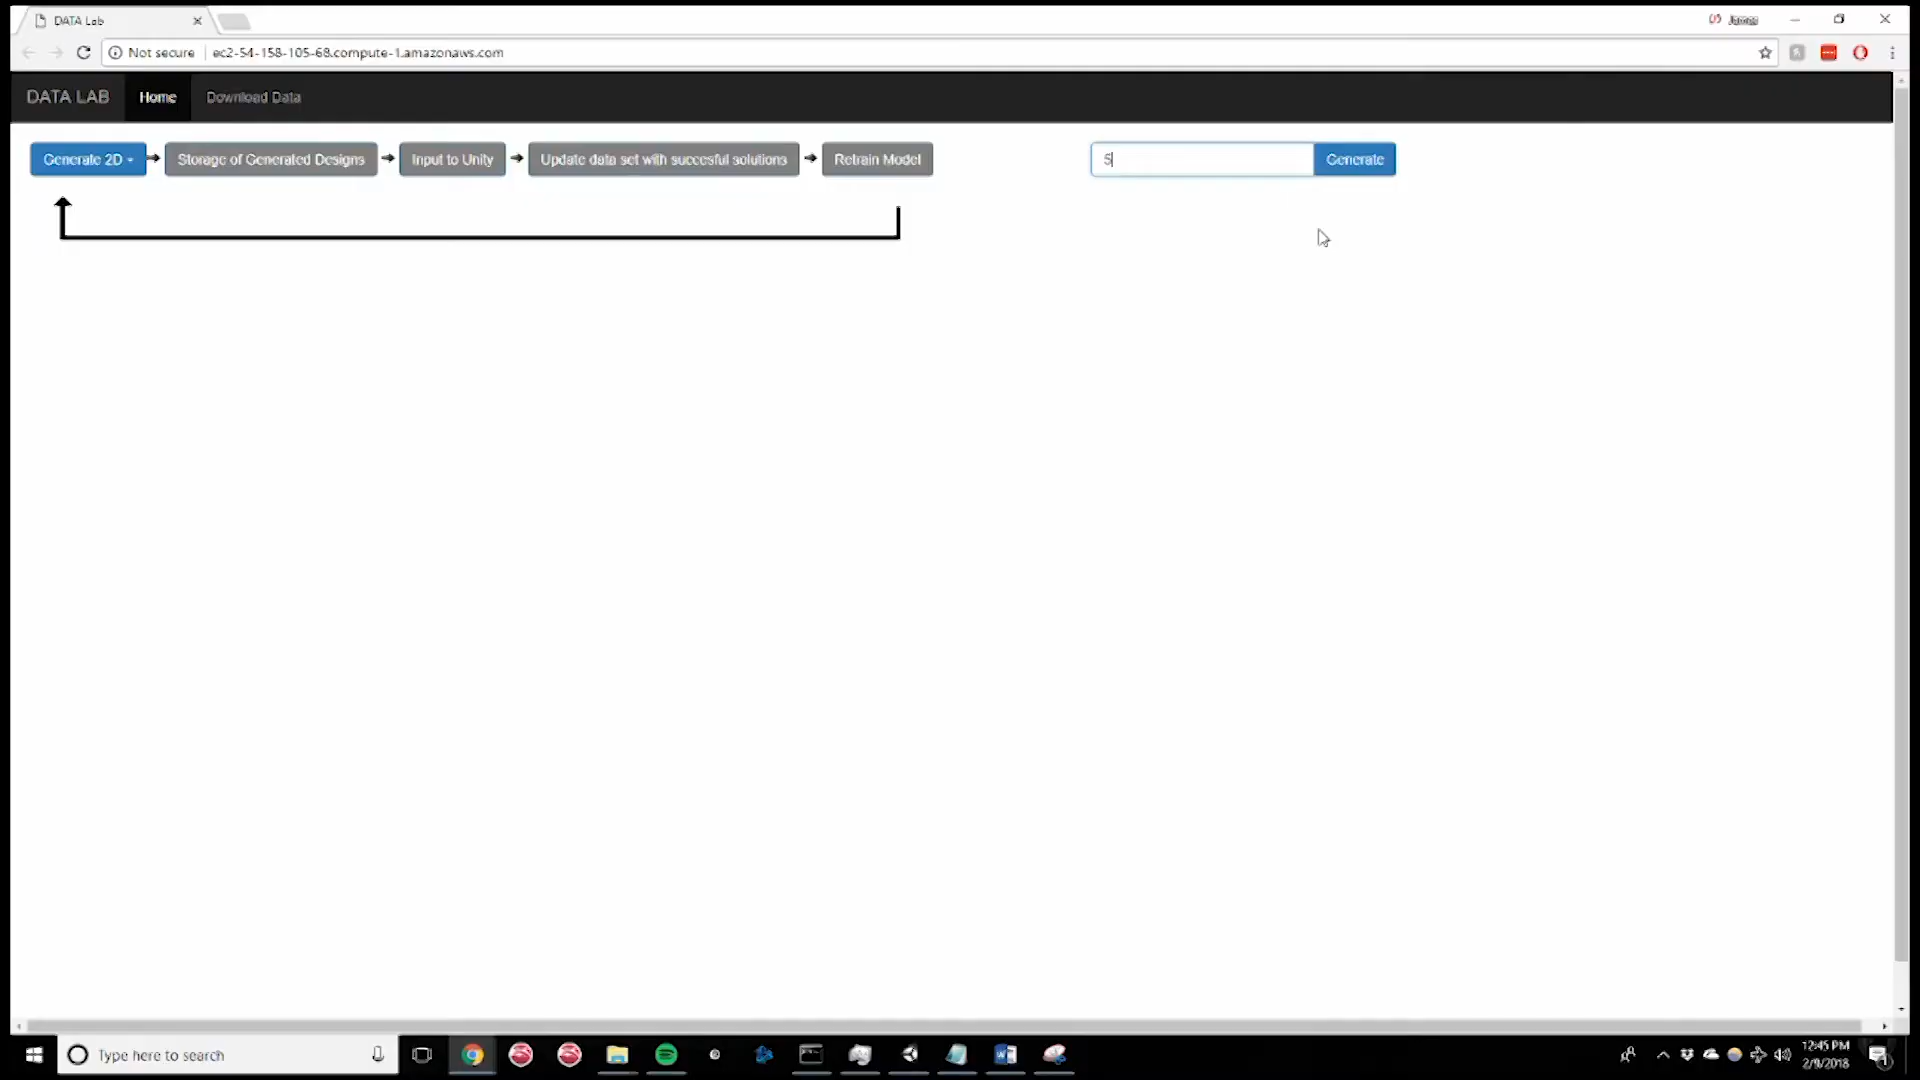 DATA Lab
Not secure
ec2-54-158-105-68.compute-1.amazonaws.com
DATA LAB
Home
Download Data
Generate 2D
Storage of Generated Designs
Input to Unity
Update data set with succesful solutions
Retrain Model
5
Generate
Type here to search
12:45 PM
2/9/2018